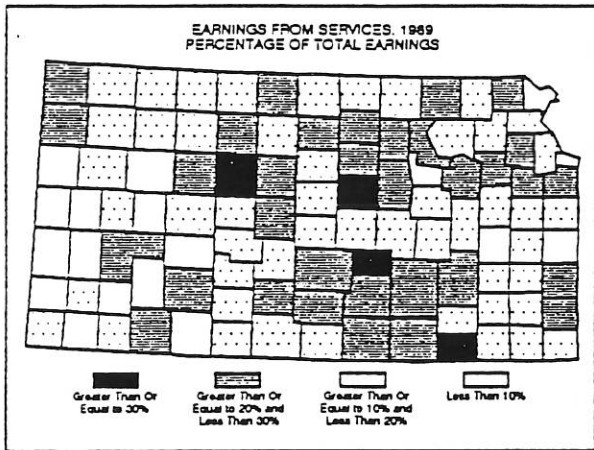 EARNINGS FROM SERVICES, 1989
PERCENTAGE OF TOTAL EARNINGS
Greater Than Or
Equal to 30%
Greater Than Or
Equal to 20% and
Less Than 30%
Greater Than Or
Equal to 10% and
Less Than 20%
Less Than 10%